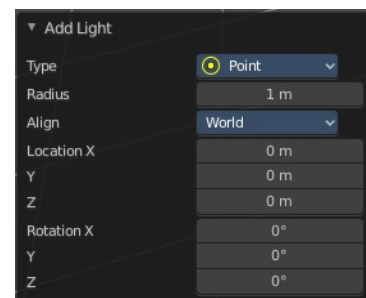 Add Light
Type Point
Radius 1 m
Align World
Location X 0 m
Y 0 m
Z 0 m
Rotation X 0°
Y 0°
Z 0°